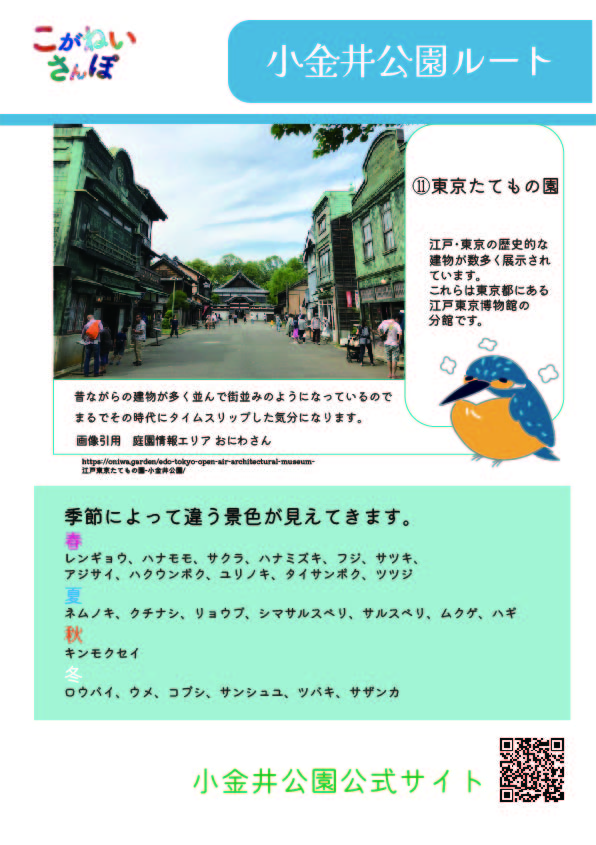 こがねい
さんぽ
小金井公園ルート
⑪東京たてもの園
江戸・東京の歴史的な
建物が数多く展示され
ています。
これらは東京都にある
江戸東京博物館の
分館です。
昔ながらの建物が多く並んで街並みのようになっているので
まるでその時代にタイムスリップした気分になります。
画像引用　庭園情報エリア おにわさん
https://oniwa.garden/edo-tokyo-open-air-architectural-museum-
江戸東京たてもの園-小金井公園/
季節によって違う景色が見えてきます。
春
レンギョウ、ハナモモ、サクラ、ハナミズキ、フジ、サツキ、
アジサイ、ハクウンボク、ユリノキ、タイサンボク、ツツジ
夏
ネムノキ、クチナシ、リョウブ、シマサルスベリ、サルスベリ、ムクゲ、ハギ
秋
キンモクセイ
冬
ロウバイ、ウメ、コブシ、サンシュユ、ツバキ、サザンカ
小金井公園公式サイト